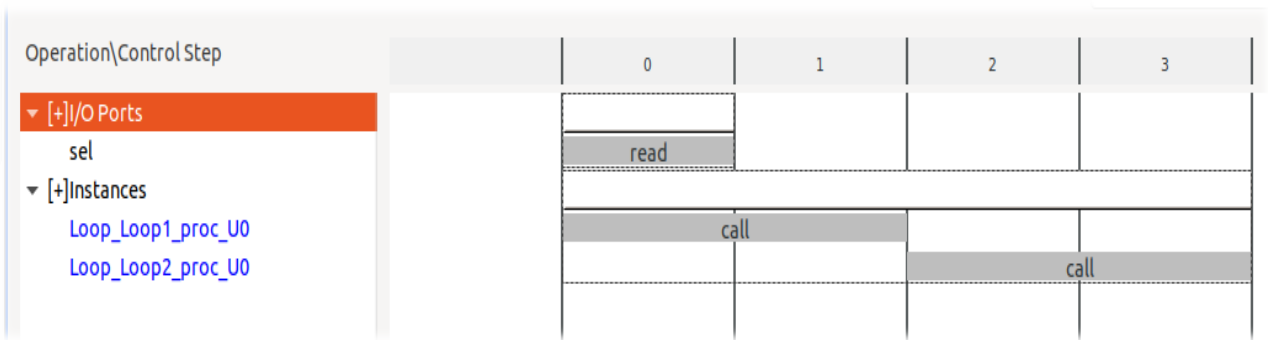 Operation\Control Step 0 1 2 3
[+]I/O Ports
sel read
[+]Instances
Loop_Loop1_proc_U0 call
Loop_Loop2_proc_U0 call